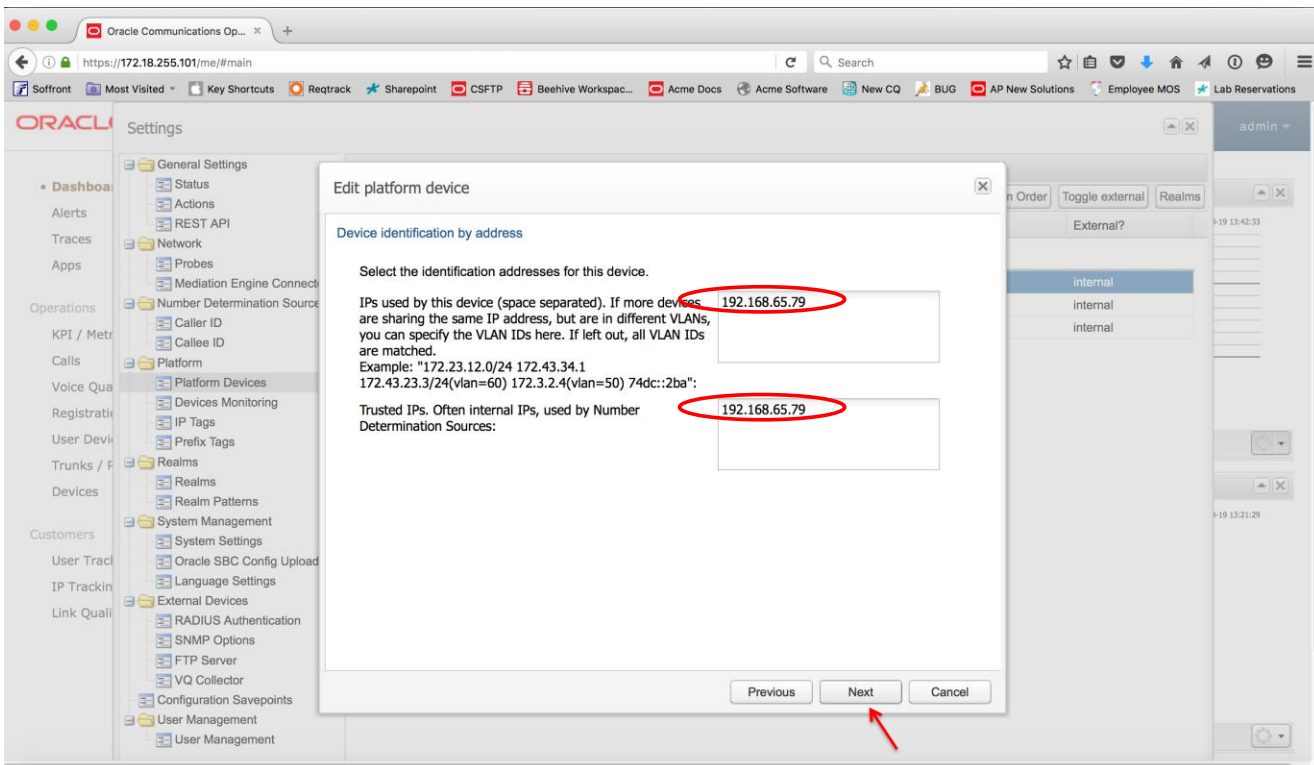 Oracle Communications Op... × +
https://172.18.255.101/me/#main
Search
Soffront Most Visited Key Shortcuts Reqtrack Sharepoint CSFTP Beehive Workspac... Acme Docs Acme Software New CQ BUG AP New Solutions Employee MOS Lab Reservations
ORACL
Settings
admin
• Dashboa
Alerts
Traces
Apps
Operations
KPI / Metr
Calls
Voice Qua
Registrati
User Devi
Trunks / P
Devices
Customers
User Tracl
IP Trackin
Link Quali
General Settings
Status
Actions
REST API
Network
Probes
Mediation Engine Connect
Number Determination Source
Caller ID
Callee ID
Platform
Platform Devices
Devices Monitoring
IP Tags
Prefix Tags
Realms
Realms
Realm Patterns
System Management
System Settings
Oracle SBC Config Upload
Language Settings
External Devices
RADIUS Authentication
SNMP Options
FTP Server
VQ Collector
Configuration Savepoints
User Management
User Management
Edit platform device
Device identification by address
Select the identification addresses for this device.
IPs used by this device (space separated). If more devices
are sharing the same IP address, but are in different VLANs,
you can specify the VLAN IDs here. If left out, all VLAN IDs
are matched.
Example: "172.23.12.0/24 172.43.34.1
172.43.23.3/24(vlan=60) 172.3.2.4(vlan=50) 74dc::2ba":
192.168.65.79
Trusted IPs. Often internal IPs, used by Number
Determination Sources:
192.168.65.79
Previous Next Cancel
n Order Toggle external Realms
External?
internal
internal
internal
-19 13:42:33
-19 13:21:29